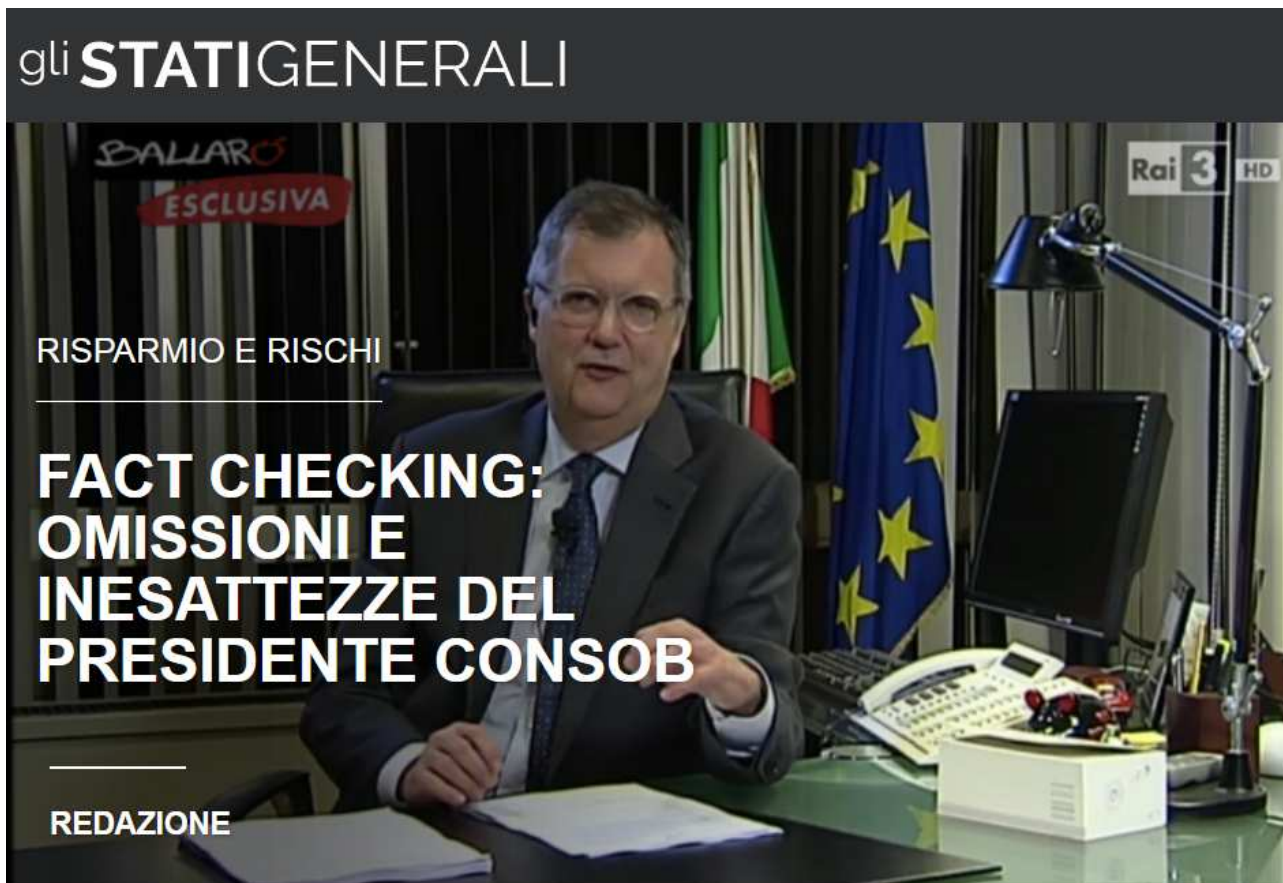 gli STATIGENERALI
BALLARÒ
ESCLUSIVA
Rai 3 HD
RISPARMIO E RISCHI
FACT CHECKING:
OMISSIONI E
INESATTEZZE DEL
PRESIDENTE CONSOB
REDAZIONE